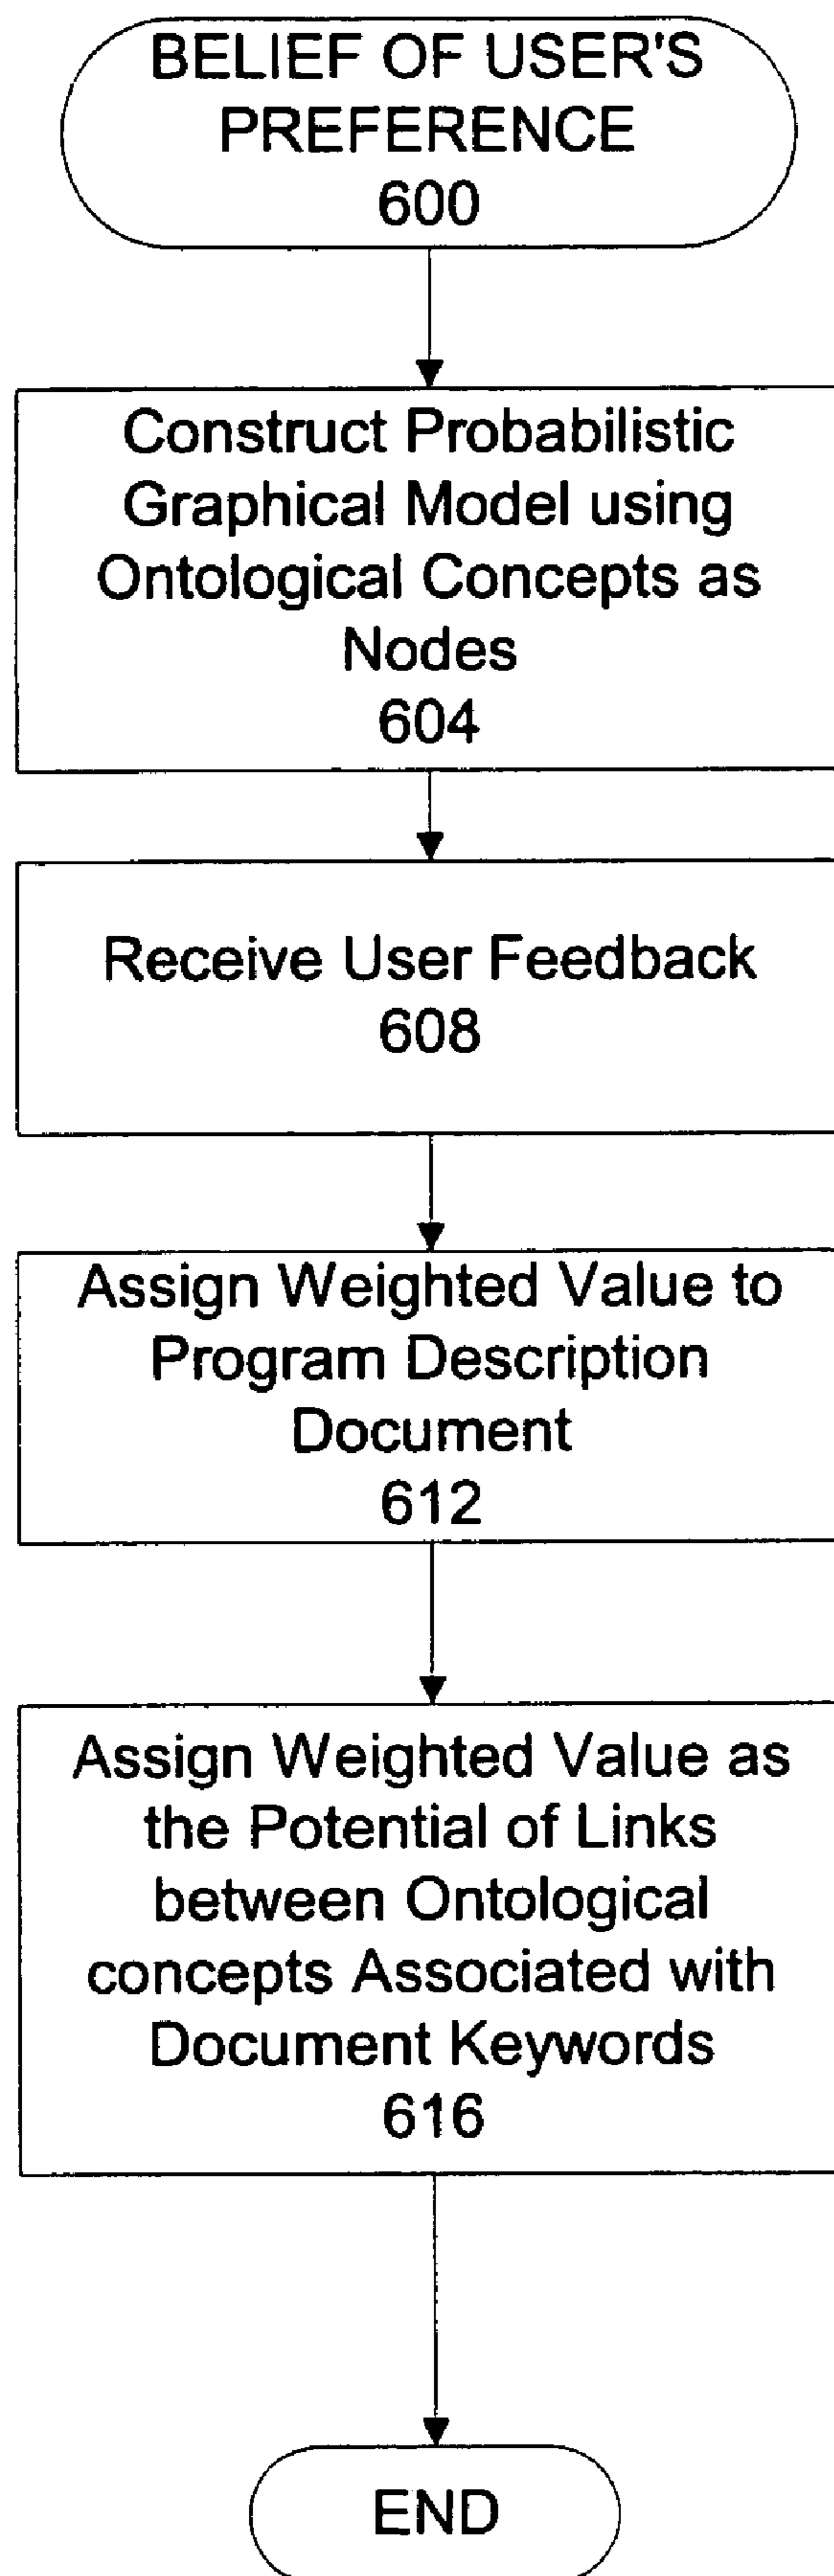 BELIEF OF USER'S
PREFERENCE
600
Construct Probabilistic
Graphical Model using
Ontological Concepts as
Nodes
604
Receive User Feedback
608
Assign Weighted Value to
Program Description
Document
612
Assign Weighted Value as
the Potential of Links
between Ontological
concepts Associated with
Document Keywords
616
END